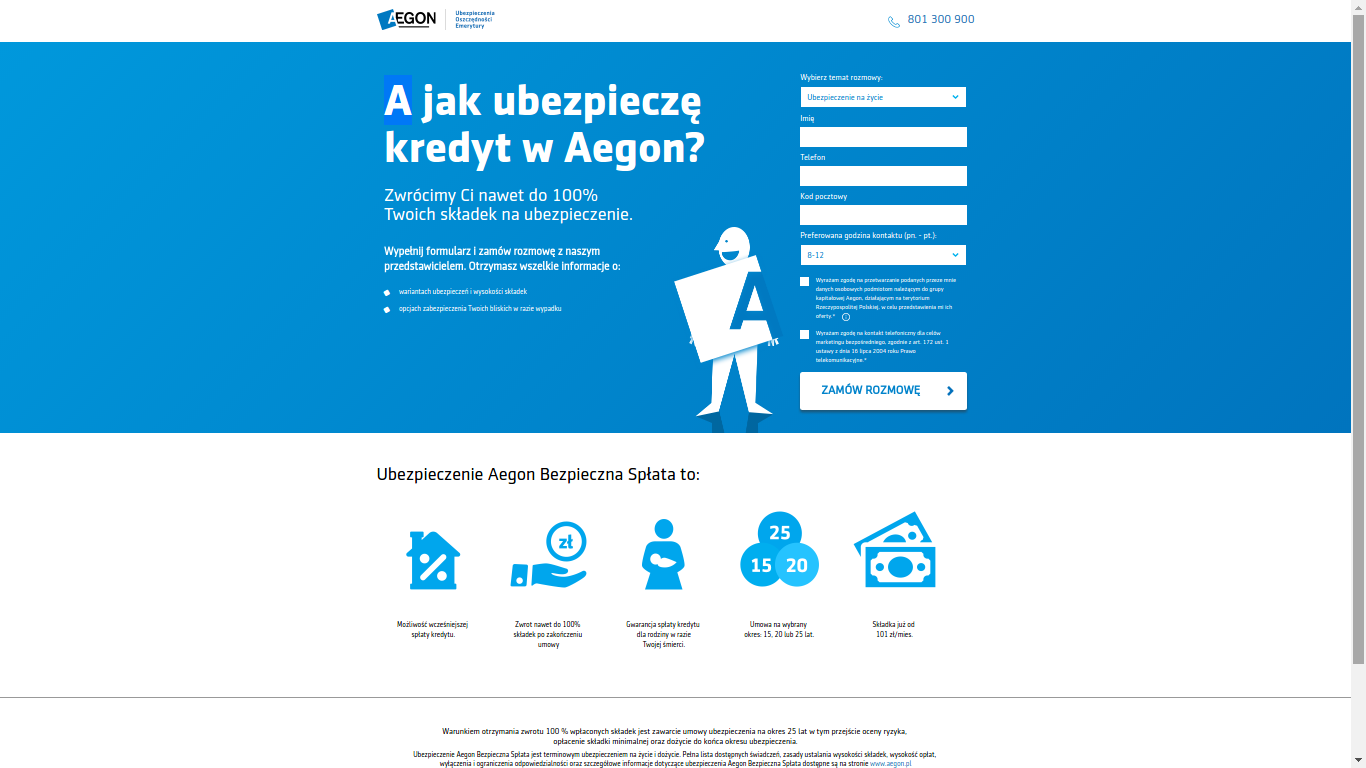 AEGON
Ubezpieczenia
Oszczędności
Emerytury
801 300 900
A jak ubezpieczę
kredyt w Aegon?
Zwrócimy Ci nawet do 100%
Twoich składek na ubezpieczenie.
Wypełnij formularz i zamów rozmowę z naszym
przedstawicielem. Otrzymasz wszelkie informacje o:
wariantach ubezpieczeń i wysokości składek
opcjach zabezpieczenia Twoich bliskich w razie wypadku
A
Wybierz temat rozmowy:
Ubezpieczenie na życie
Imię
Telefon
Kod pocztowy
Preferowana godzina kontaktu (pn. - pt.):
8-12
Wyrażam zgodę na przetwarzanie podanych przeze mnie
danych osobowych podmiotom należącym do grupy
kapitałowej Aegon, działającym na terytorium
Rzeczypospolitej Polskiej, w celu przedstawienia mi ich
oferty.*
Wyrażam zgodę na kontakt telefoniczny dla celów
marketingu bezpośredniego, zgodnie z art. 172 ust. 1
ustawy z dnia 16 lipca 2004 roku Prawo
telekomunikacyjne.*
ZAMÓW ROZMOWĘ
Ubezpieczenie Aegon Bezpieczna Spłata to:
%
zł
25
15 20
Możliwość wcześniejszej
spłaty kredytu.
Zwrot nawet do 100%
składek po zakończeniu
umowy
Gwarancja spłaty kredytu
dla rodziny w razie
Twojej śmierci.
Umowa na wybrany
okres: 15, 20 lub 25 lat.
Składka już od
101 zł/mies.
Warunkiem otrzymania zwrotu 100 % wpłaconych składek jest zawarcie umowy ubezpieczenia na okres 25 lat w tym przejście oceny ryzyka,
opłacenie składki minimalnej oraz dożycie do końca okresu ubezpieczenia.
Ubezpieczenie Aegon Bezpieczna Spłata jest terminowym ubezpieczeniem na życie i dożycie. Pełna lista dostępnych świadczeń, zasady ustalania wysokości składek, wysokość opłat,
wyłączenia i ograniczenia odpowiedzialności oraz szczegółowe informacje dotyczące ubezpieczenia Aegon Bezpieczna Spłata dostępne są na stronie www.aegon.pl